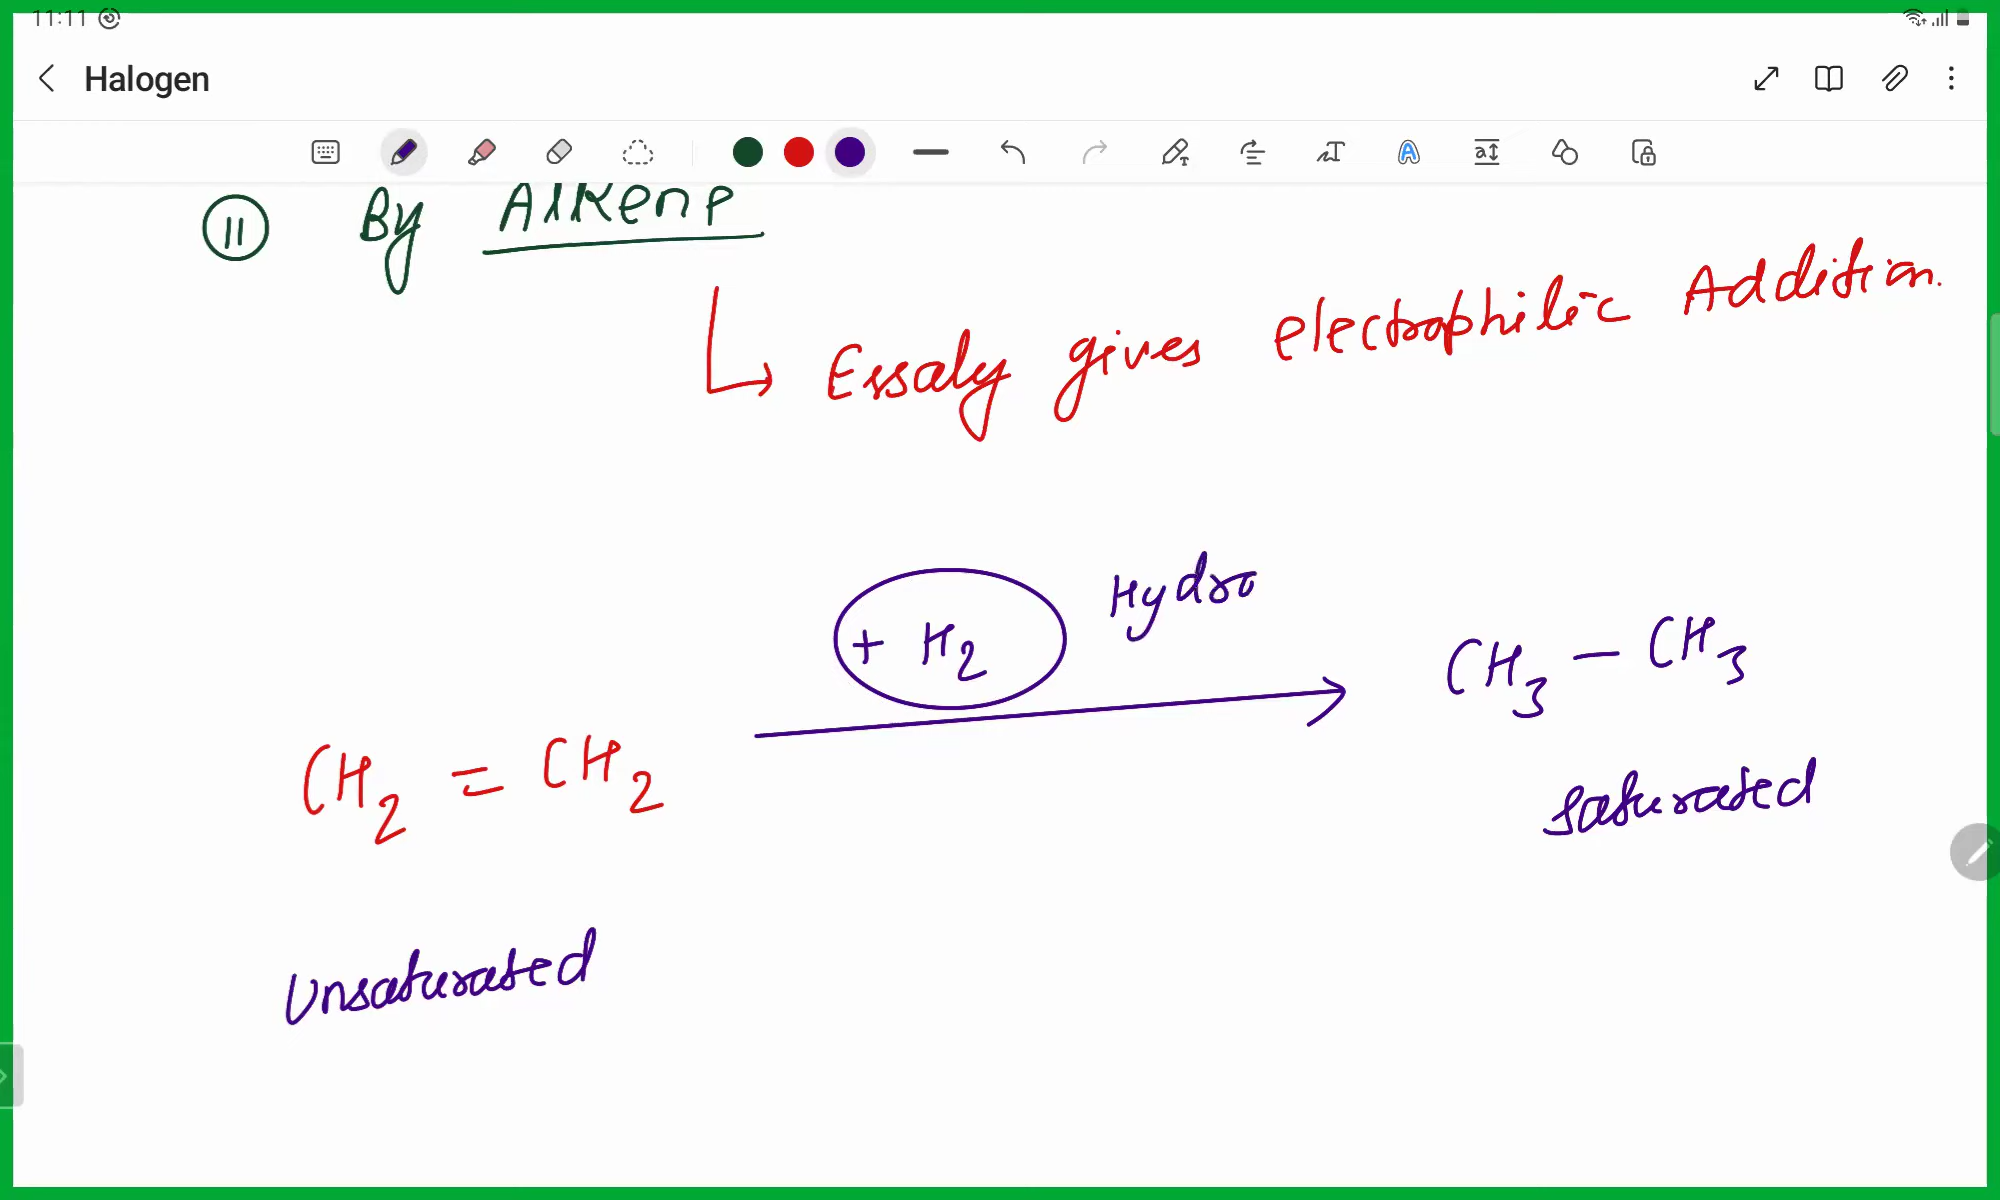 11:11
Halogen
II By Alkene
Essaly gives electrophilic Addition.
+ H2 Hydro
CH3 - CH3
CH2 = CH2
Saturated
Unsaturated